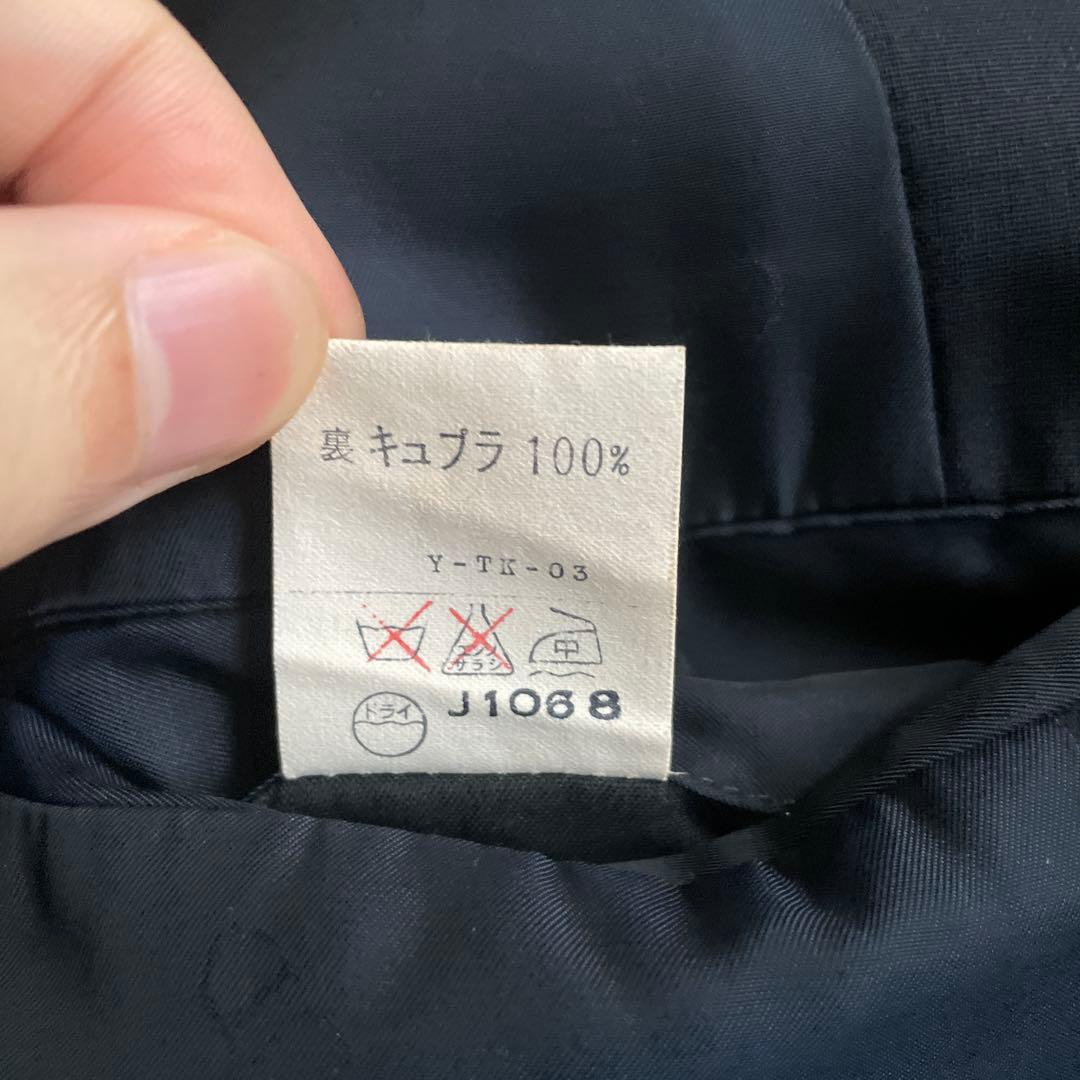 裏 キュプラ 100%
Y-TK-03
エンソ
サラシ
中
ドライ
J1068